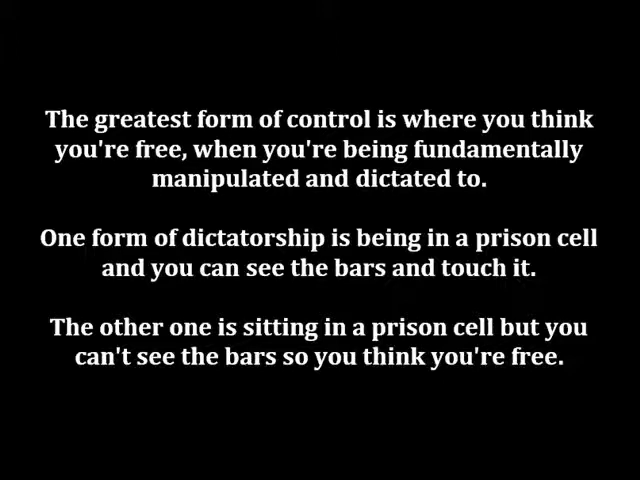 The greatest form of control is where you think
you're free, when you're being fundamentally
manipulated and dictated to.
One form of dictatorship is being in a prison cell
and you can see the bars and touch it.
The other one is sitting in a prison cell but you
can't see the bars so you think you're free.